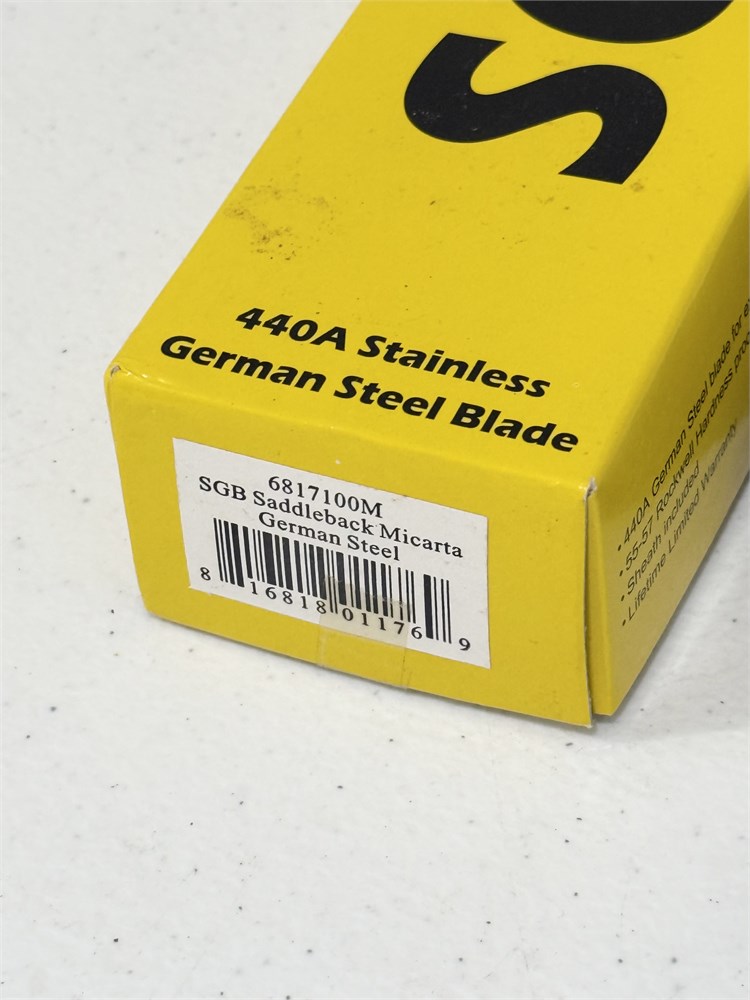 S
440A Stainless
German Steel Blade
6817100M
SGB Saddleback Micarta
German Steel
8 16818 01176 9
• 440A German Steel blade for
• 55-57 Rockwell Hardness
• Sheath included
• Lifetime Limited Warranty